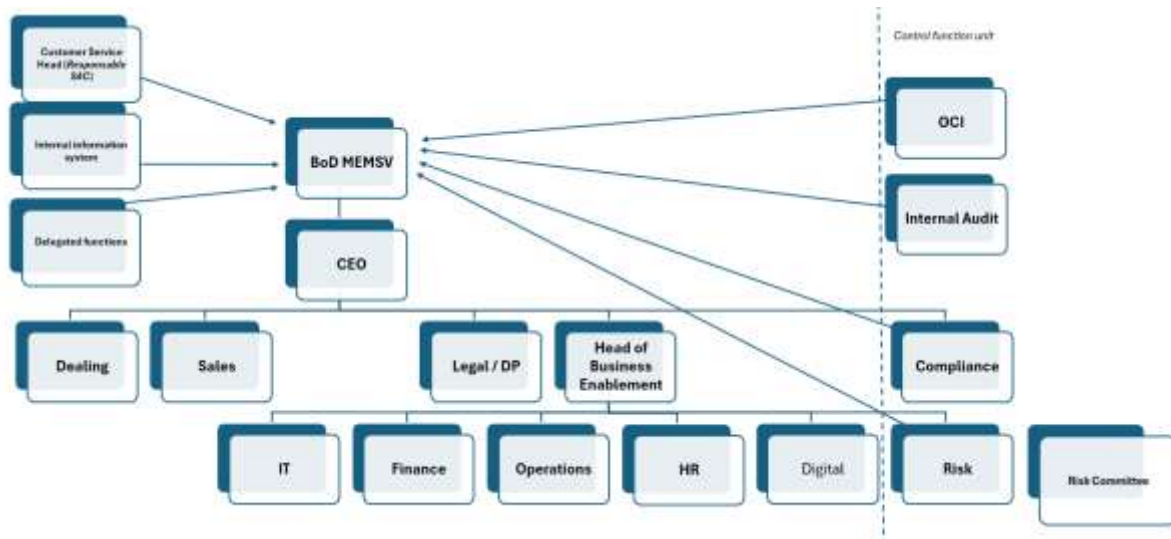 Customer Service
Head (Responsable
SAC)
Control function unit
OCI
Internal information
system
BoD MEMSV
Internal Audit
Delegated functions
CEO
Dealing
Sales
Legal / DP
Head of
Business
Enablement
Compliance
IT
Finance
Operations
HR
Digital
Risk
Risk Committee